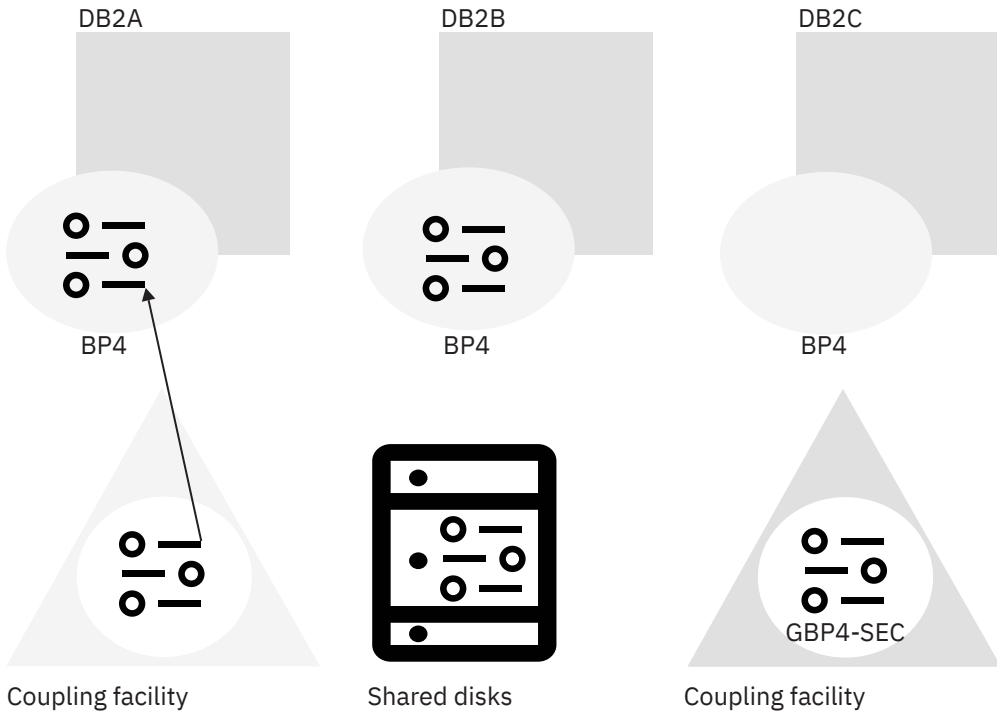 DB2A
DB2B
DB2C
BP4
BP4
BP4
GBP4-SEC
Coupling facility
Shared disks
Coupling facility